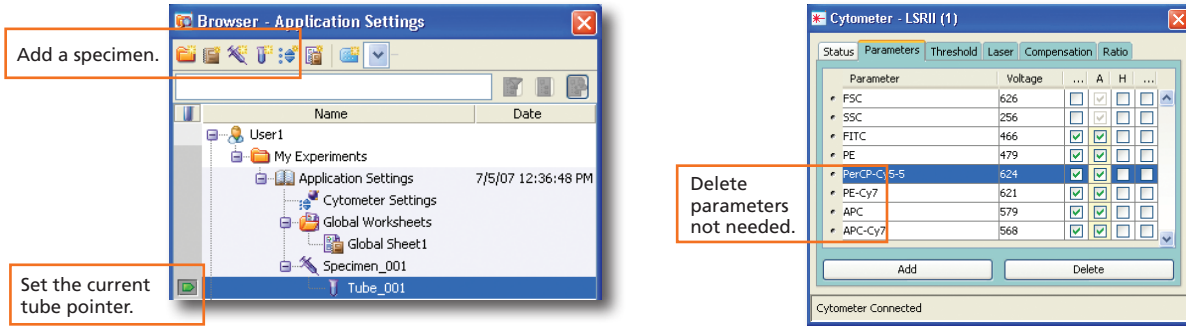 Browser - Application Settings
Add a specimen.
Name Date
User1
My Experiments
Application Settings 7/5/07 12:36:48 PM
Cytometer Settings
Global Worksheets
Global Sheet1
Specimen_001
Set the current
tube pointer.
Tube_001
Cytometer - LSRII (1)
Status Parameters Threshold Laser Compensation Ratio
Parameter Voltage ... A H ...
FSC 626
SSC 256
FITC 466
PE 479
PerCP-Cy5-5 624
PE-Cy7 621
APC 579
APC-Cy7 568
Delete
parameters
not needed.
Add Delete
Cytometer Connected